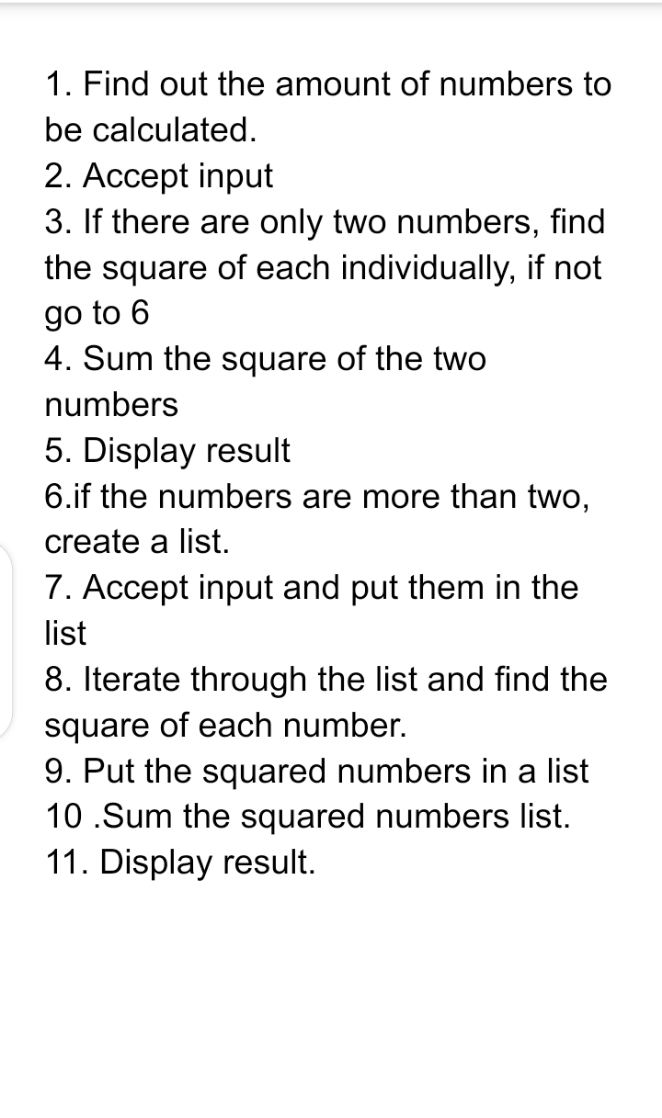 1. Find out the amount of numbers to
be calculated.
2. Accept input
3. If there are only two numbers, find
the square of each individually, if not
go to 6
4. Sum the square of the two
numbers
5. Display result
6.if the numbers are more than two,
create a list.
7. Accept input and put them in the
list
8. Iterate through the list and find the
square of each number.
9. Put the squared numbers in a list
10 .Sum the squared numbers list.
11. Display result.